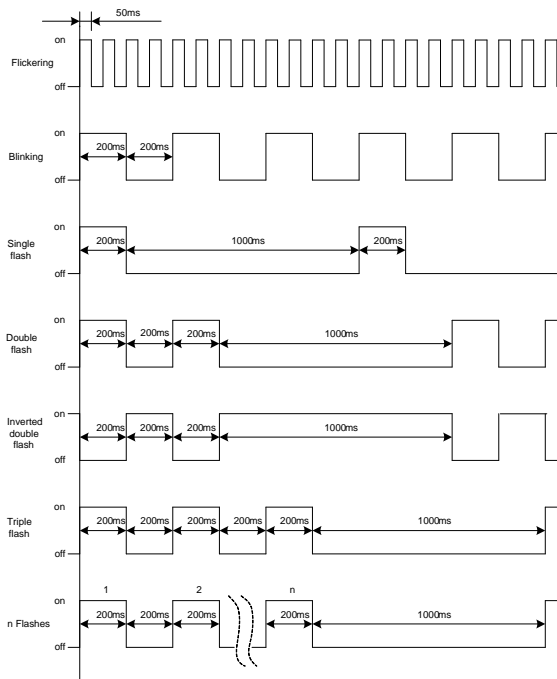 50ms
on
Flickering
off
on
Blinking
200ms 200ms
off
on
Single
flash
200ms 1000ms 200ms
off
on
Double
flash
200ms 200ms 200ms 1000ms
off
on
Inverted
double
flash
200ms 200ms 200ms 1000ms
off
on
Triple
flash
200ms 200ms 200ms 200ms 200ms 1000ms
off
1 2 n
on
n Flashes
200ms 200ms 200ms 200ms 1000ms
off